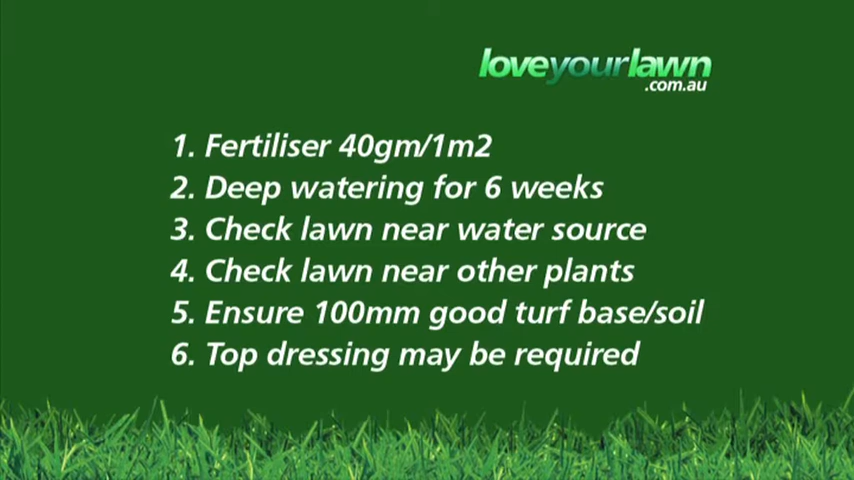 loveyourlawn
.com.au
1. Fertiliser 40gm/1m2
2. Deep watering for 6 weeks
3. Check lawn near water source
4. Check lawn near other plants
5. Ensure 100mm good turf base/soil
6. Top dressing may be required